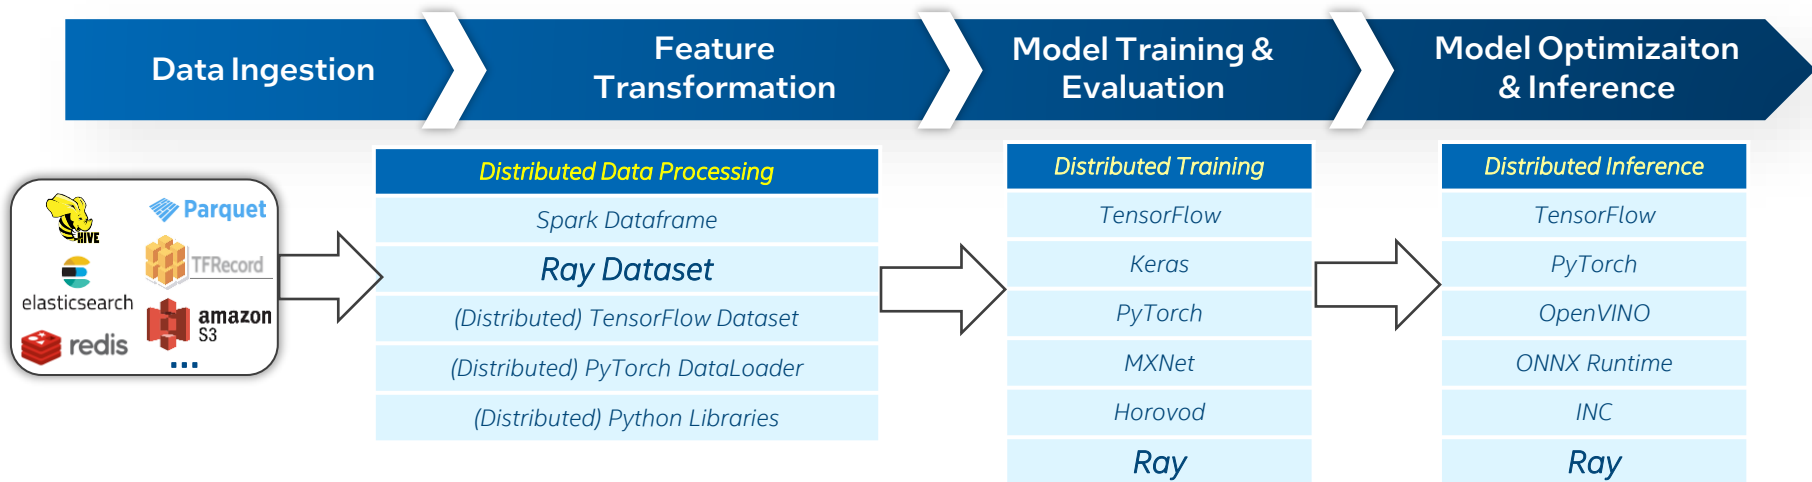 Data Ingestion
Feature
Transformation
Model Training &
Evaluation
Model Optimizaiton
& Inference
HIVE
Parquet
TFRecord
elasticsearch
amazon
S3
redis
...
Distributed Data Processing
Spark Dataframe
Ray Dataset
(Distributed) TensorFlow Dataset
(Distributed) PyTorch DataLoader
(Distributed) Python Libraries
Distributed Training
TensorFlow
Keras
PyTorch
MXNet
Horovod
Ray
Distributed Inference
TensorFlow
PyTorch
OpenVINO
ONNX Runtime
INC
Ray